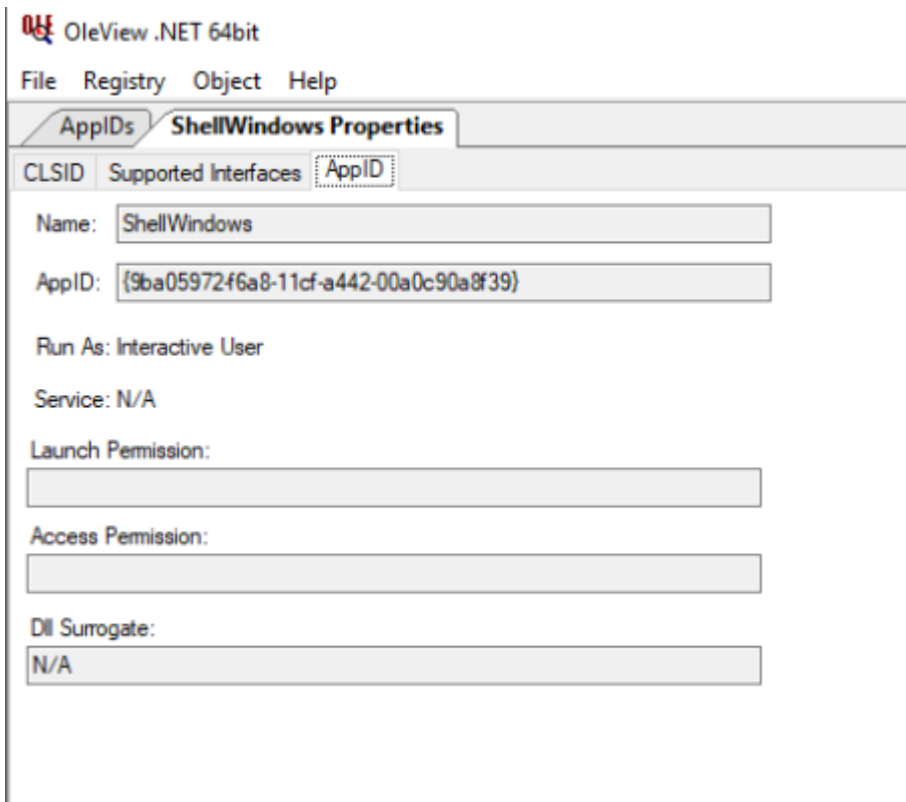 OleView .NET 64bit
File Registry Object Help
AppIDs ShellWindows Properties
CLSID Supported Interfaces AppID
Name: ShellWindows
AppID: {9ba05972-f6a8-11cf-a442-00a0c90a8f39}
Run As: Interactive User
Service: N/A
Launch Permission:
Access Permission:
Dll Surrogate:
N/A